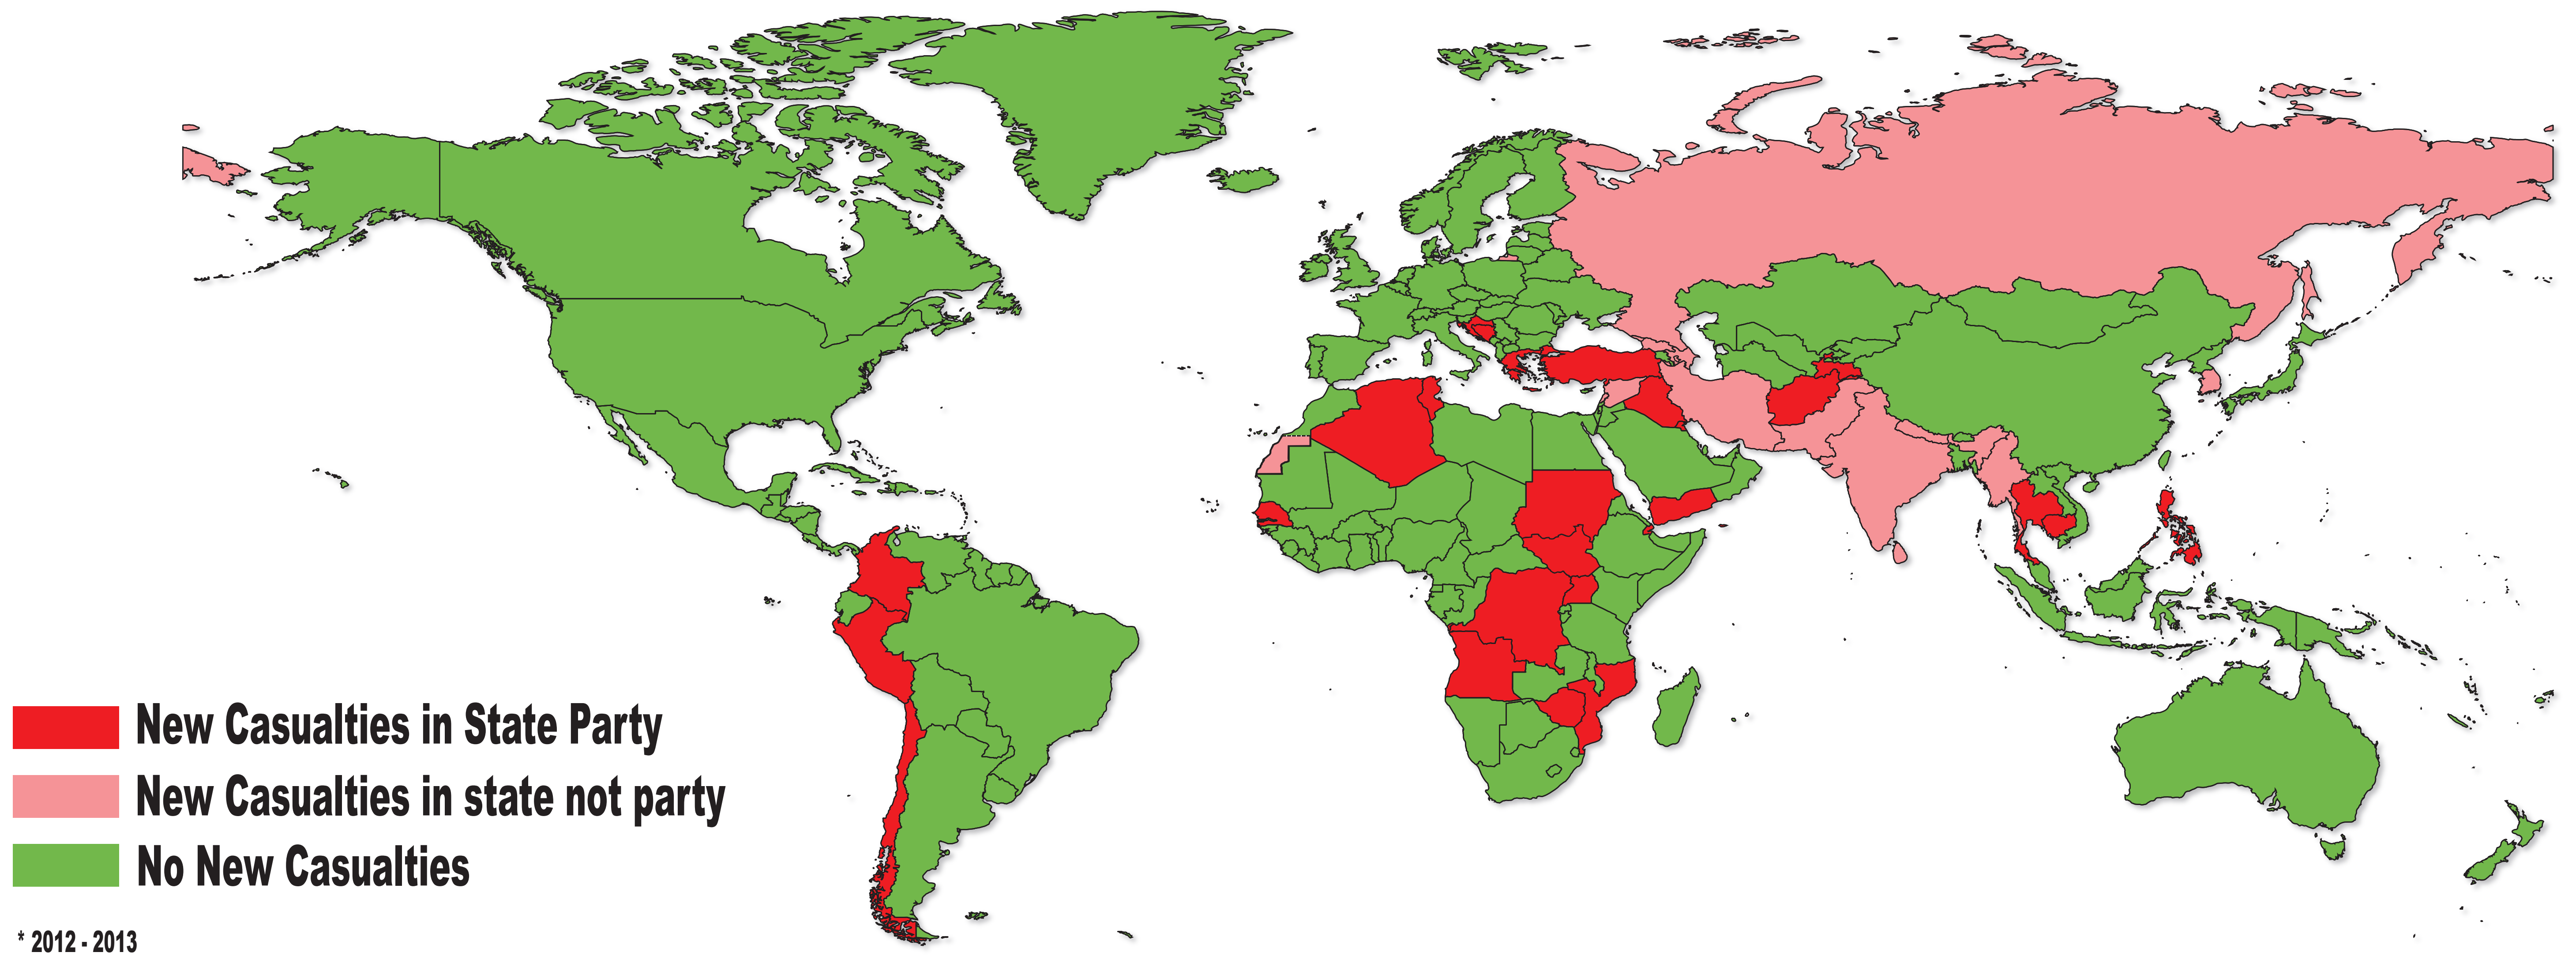 New Casualties in State Party
New Casualties in state not party
No New Casualties
* 2012 - 2013